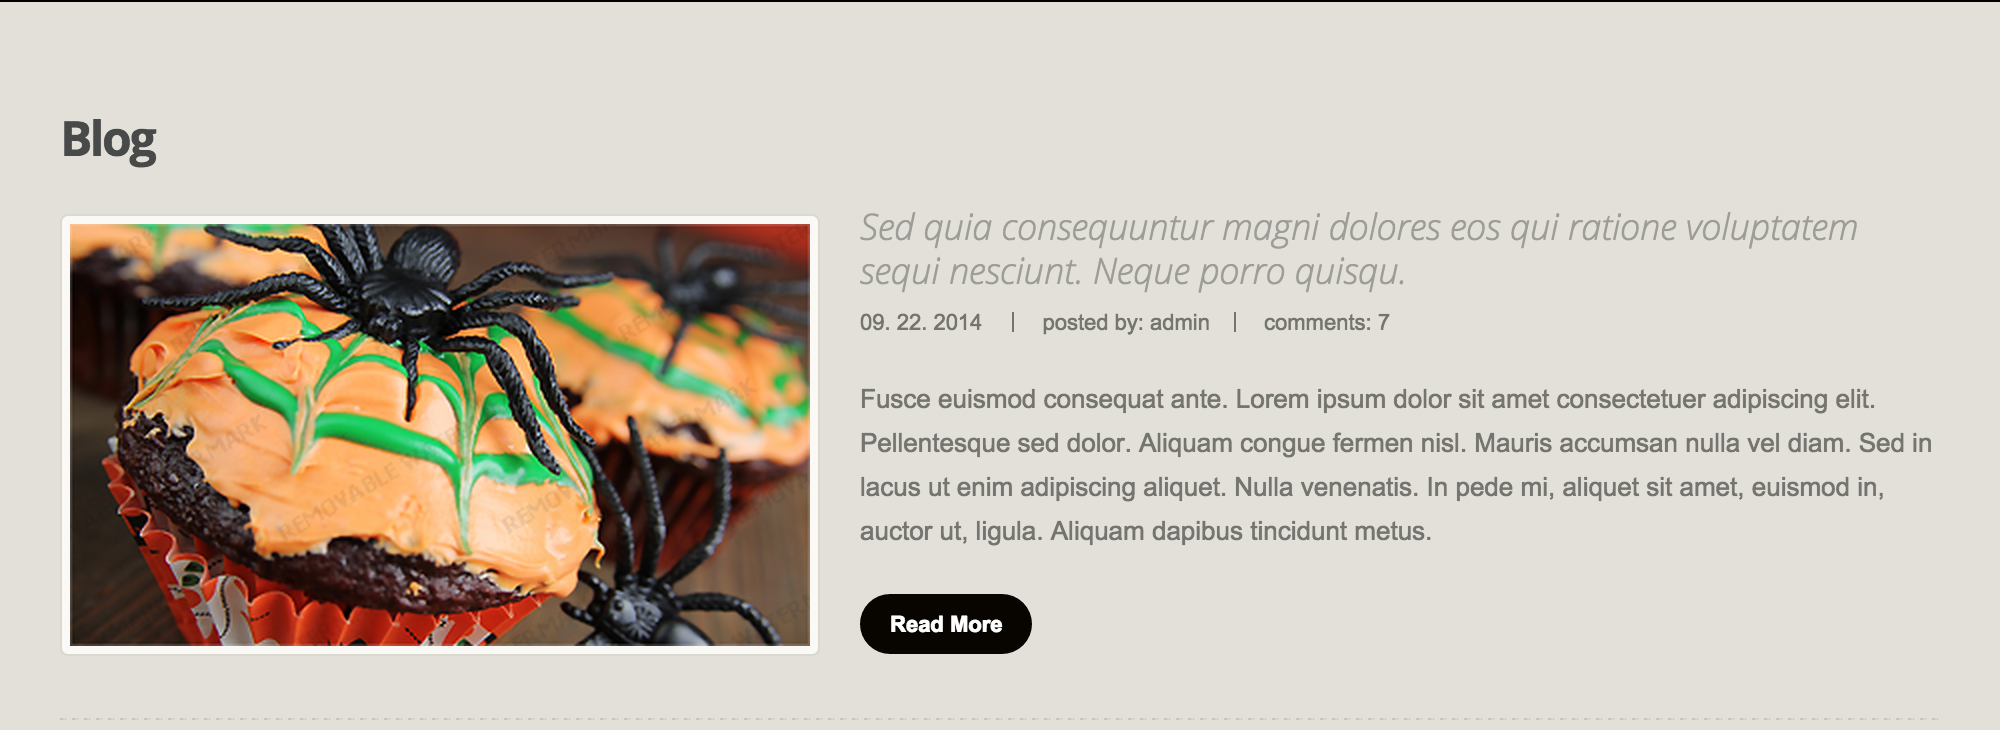 Blog
Sed quia consequuntur magni dolores eos qui ratione voluptatem
sequi nesciunt. Neque porro quisqu.
09. 22. 2014 | posted by: admin | comments: 7
Fusce euismod consequat ante. Lorem ipsum dolor sit amet consectetuer adipiscing elit.
Pellentesque sed dolor. Aliquam congue fermen nisl. Mauris accumsan nulla vel diam. Sed in
lacus ut enim adipiscing aliquet. Nulla venenatis. In pede mi, aliquet sit amet, euismod in,
auctor ut, ligula. Aliquam dapibus tincidunt metus.
Read More
REMOVABLE W